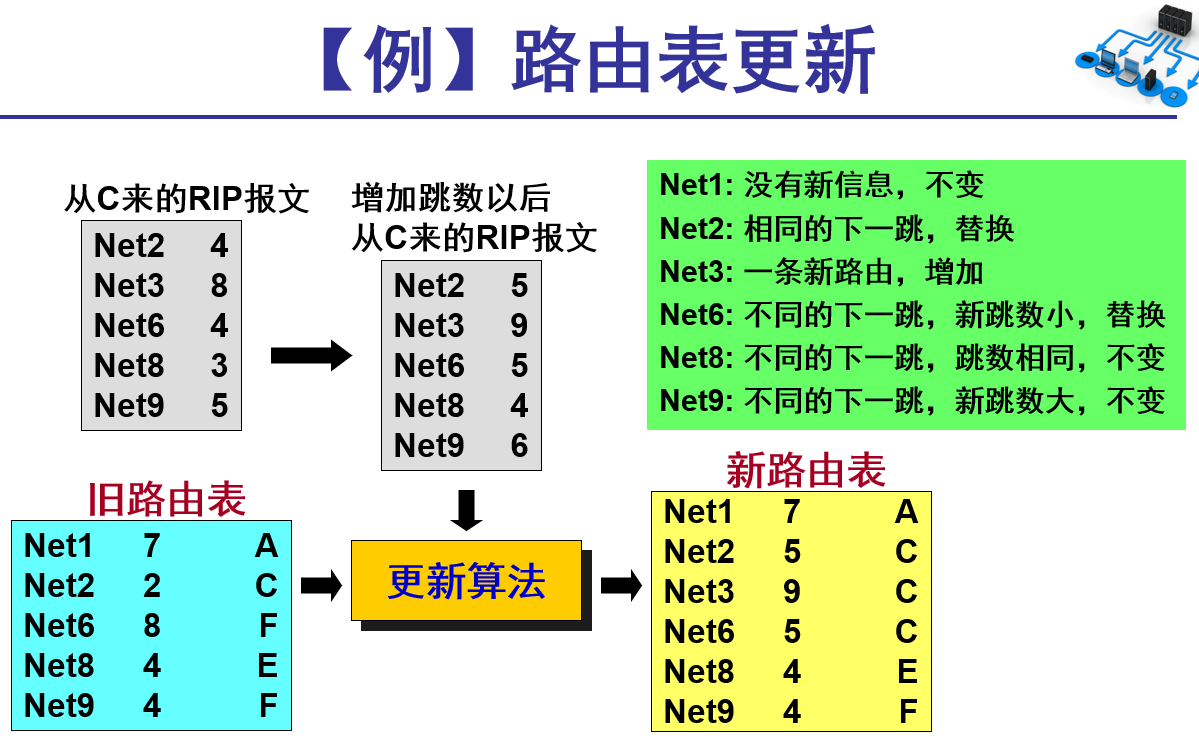 【例】路由表更新
从C来的RIP报文
Net2 4
Net3 8
Net6 4
Net8 3
Net9 5
增加跳数以后
从C来的RIP报文
Net2 5
Net3 9
Net6 5
Net8 4
Net9 6
Net1: 没有新信息，不变
Net2: 相同的下一跳，替换
Net3: 一条新路由，增加
Net6: 不同的下一跳，新跳数小，替换
Net8: 不同的下一跳，跳数相同，不变
Net9: 不同的下一跳，新跳数大，不变
旧路由表
Net1 7 A
Net2 2 C
Net6 8 F
Net8 4 E
Net9 4 F
更新算法
新路由表
Net1 7 A
Net2 5 C
Net3 9 C
Net6 5 C
Net8 4 E
Net9 4 F